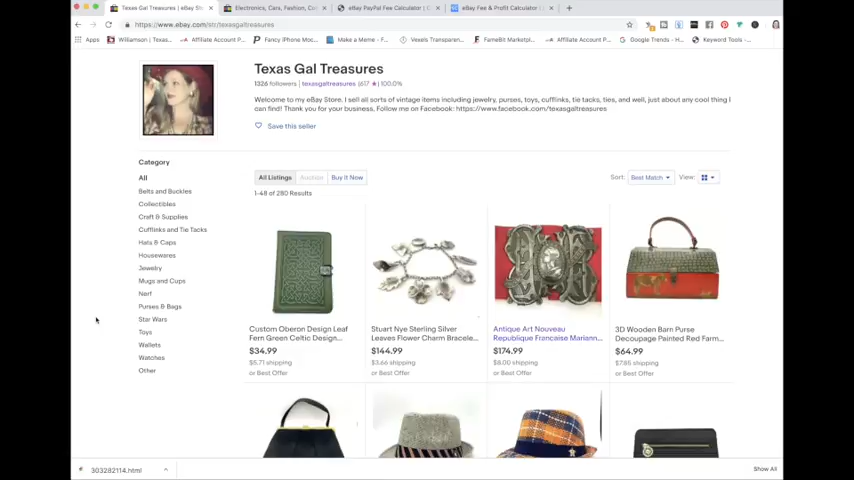 Texas Gal Treasures | eBay St
Electronics, Cars, Fashion, Co
eBay PayPal Fee Calculator |
eBay Fee & Profit Calculator |
https://www.ebay.com/str/texasgaltreasures
Apps
Williamson | Texas...
Affiliate Account P...
Fancy iPhone Moc...
Make a Meme - F...
Vexels Transparen...
FameBit Marketpl...
Affiliate Account P...
Google Trends - H...
Keyword Tools -...
Texas Gal Treasures
1326 followers | texasgaltreasures (617 ★) 100.0%
Welcome to my eBay Store. I sell all sorts of vintage items including jewelry, purses, toys, cufflinks, tie tacks, ties, and well, just about any cool thing I
can find! Thank you for your business. Follow me on Facebook: https://www.facebook.com/texasgaltreasures
Save this seller
Category
All
Belts and Buckles
Collectibles
Craft & Supplies
Cufflinks and Tie Tacks
Hats & Caps
Housewares
Jewelry
Mugs and Cups
Nerf
Purses & Bags
Star Wars
Toys
Wallets
Watches
Other
All Listings
Auction
Buy It Now
Sort:
Best Match
View:
1-48 of 280 Results
Custom Oberon Design Leaf
Fern Green Celtic Design...
$34.99
$5.71 shipping
or Best Offer
Stuart Nye Sterling Silver
Leaves Flower Charm Bracele...
$144.99
$3.66 shipping
or Best Offer
Antique Art Nouveau
Republique Francaise Mariann...
$174.99
$8.00 shipping
or Best Offer
3D Wooden Barn Purse
Decoupage Painted Red Farm...
$64.99
$7.85 shipping
or Best Offer
303282114.html
Show All